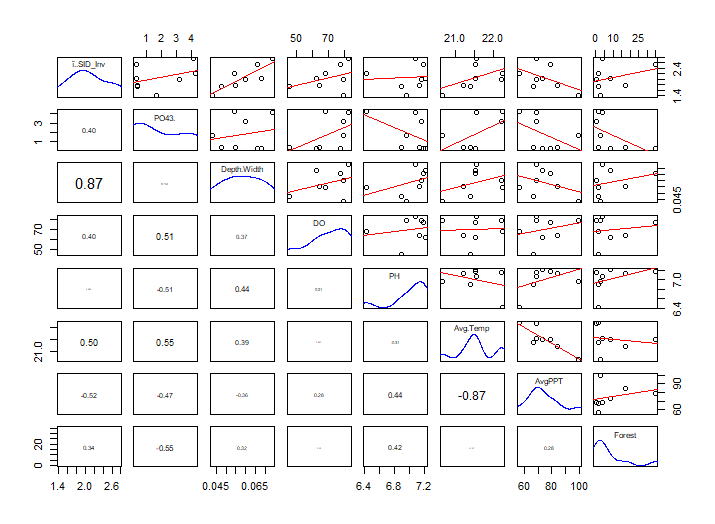 1 2 3 4 50 70 21.0 22.0 0 10 25
ï..SID_Inv 1.4 2.4
1 3 0.40 PO43.
0.87 Depth.Width 0.045
50 70 0.40 0.51 0.37 DO
-0.51 0.44 0.21 PH 6.4 7.0
21.0 0.50 0.55 0.39 0.31 Avg.Temp
-0.52 -0.47 -0.36 0.28 0.44 -0.87 AvgPPT 60 90
0 20 0.34 -0.55 0.32 0.42 0.28 Forest
1.4 2.0 2.6 0.045 0.065 6.4 6.8 7.2 60 80 100